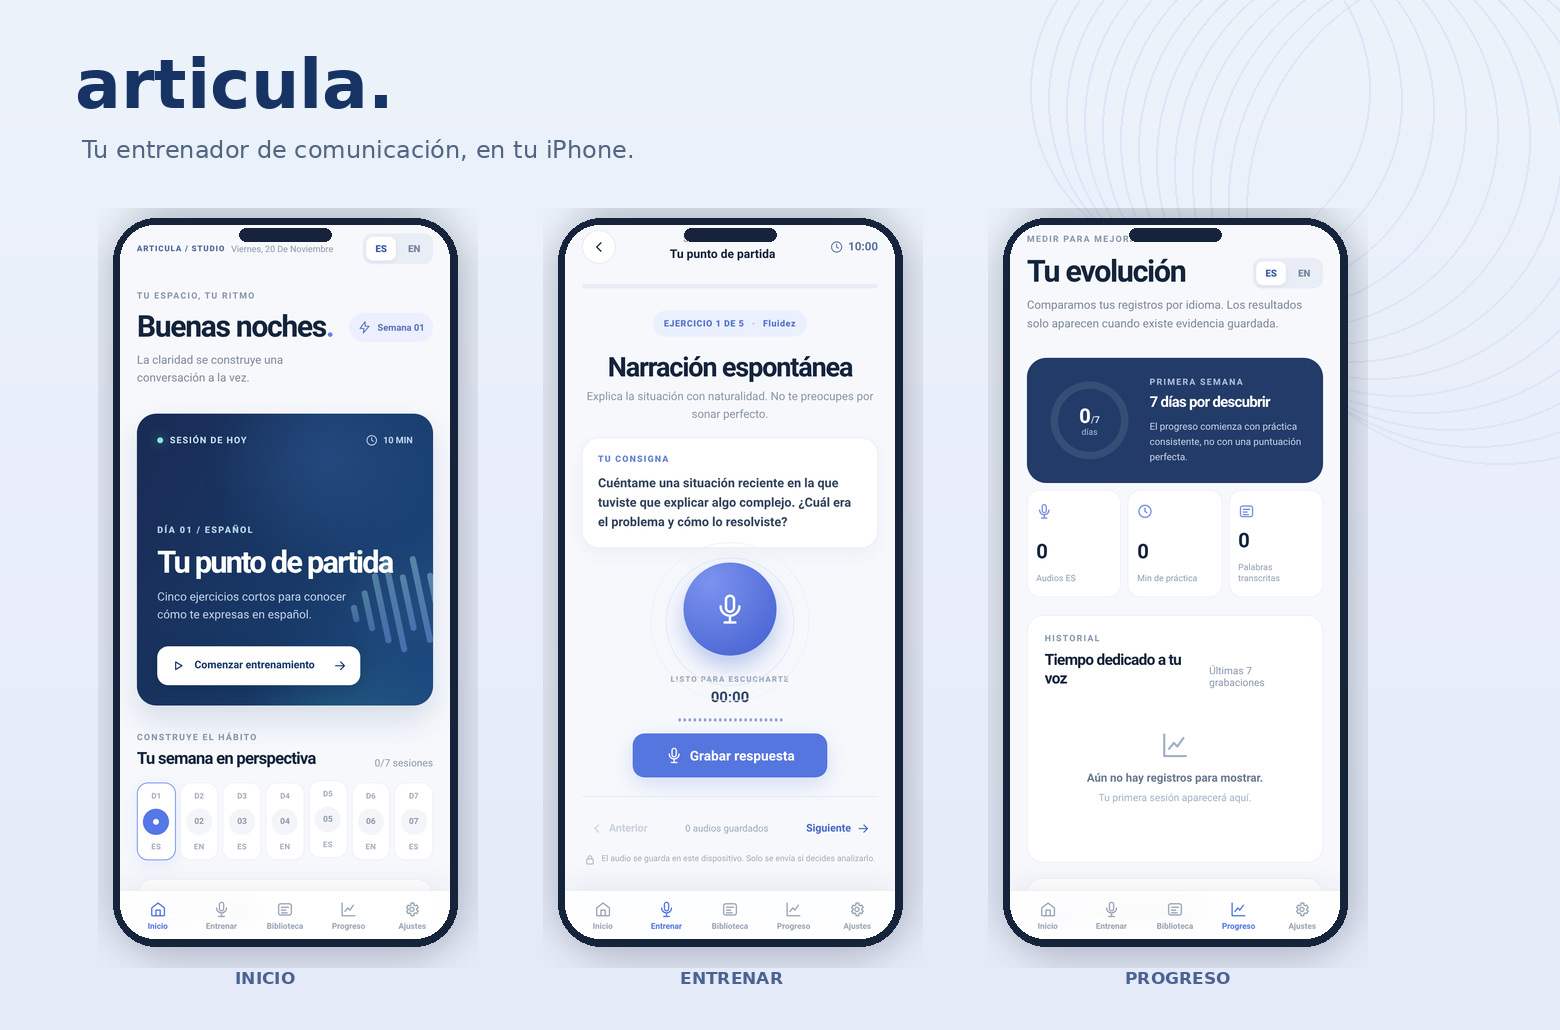 articula.
Tu entrenador de comunicación, en tu iPhone.
ARTICULA / STUDIO Viernes, 20 De Noviembre ES EN
TU ESPACIO, TU RITMO
Buenas noches.
Semana 01
La claridad se construye una
conversación a la vez.
SESIÓN DE HOY
10 MIN
DÍA 01 / ESPAÑOL
Tu punto de partida
Cinco ejercicios cortos para conocer
cómo te expresas en español.
Comenzar entrenamiento
CONSTRUYE EL HÁBITO
Tu semana en perspectiva
0/7 sesiones
D1 D2 D3 D4 D5 D6 D7
02 03 04 05 06 07
ES EN ES EN ES EN ES
Inicio Entrenar Biblioteca Progreso Ajustes
INICIO
Tu punto de partida
10:00
EJERCICIO 1 DE 5 · Fluidez
Narración espontánea
Explica la situación con naturalidad. No te preocupes por
sonar perfecto.
TU CONSIGNA
Cuéntame una situación reciente en la que
tuviste que explicar algo complejo. ¿Cuál era
el problema y cómo lo resolviste?
LISTO PARA ESCUCHARTE
00:00
Grabar respuesta
Anterior 0 audios guardados Siguiente
El audio se guarda en este dispositivo. Solo se envía si decides analizarlo.
Inicio Entrenar Biblioteca Progreso Ajustes
ENTRENAR
MEDIR PARA MEJOR
Tu evolución
ES EN
Comparamos tus registros por idioma. Los resultados
solo aparecen cuando existe evidencia guardada.
0/7
días
PRIMERA SEMANA
7 días por descubrir
El progreso comienza con práctica
consistente, no con una puntuación
perfecta.
0
Audios ES
0
Min de práctica
0
Palabras
transcritas
HISTORIAL
Tiempo dedicado a tu
voz
Últimas 7
grabaciones
Aún no hay registros para mostrar.
Tu primera sesión aparecerá aquí.
Inicio Entrenar Biblioteca Progreso Ajustes
PROGRESO